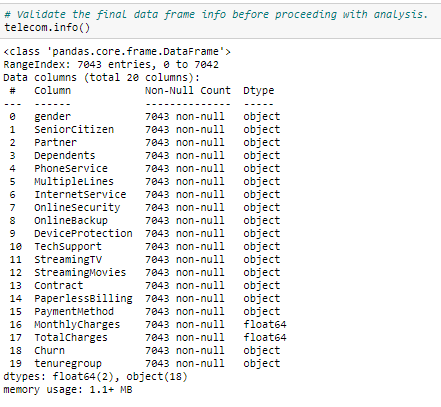 # Validate the final data frame info before proceeding with analysis.
telecom.info()
<class 'pandas.core.frame.DataFrame'>
RangeIndex: 7043 entries, 0 to 7042
Data columns (total 20 columns):
 #   Column            Non-Null Count  Dtype
---  ------            --------------  -----
 0   gender            7043 non-null   object
 1   SeniorCitizen     7043 non-null   object
 2   Partner           7043 non-null   object
 3   Dependents        7043 non-null   object
 4   PhoneService      7043 non-null   object
 5   MultipleLines     7043 non-null   object
 6   InternetService   7043 non-null   object
 7   OnlineSecurity    7043 non-null   object
 8   OnlineBackup      7043 non-null   object
 9   DeviceProtection  7043 non-null   object
 10  TechSupport       7043 non-null   object
 11  StreamingTV       7043 non-null   object
 12  StreamingMovies   7043 non-null   object
 13  Contract          7043 non-null   object
 14  PaperlessBilling  7043 non-null   object
 15  PaymentMethod     7043 non-null   object
 16  MonthlyCharges    7043 non-null   float64
 17  TotalCharges      7043 non-null   float64
 18  Churn             7043 non-null   object
 19  tenuregroup       7043 non-null   object
dtypes: float64(2), object(18)
memory usage: 1.1+ MB